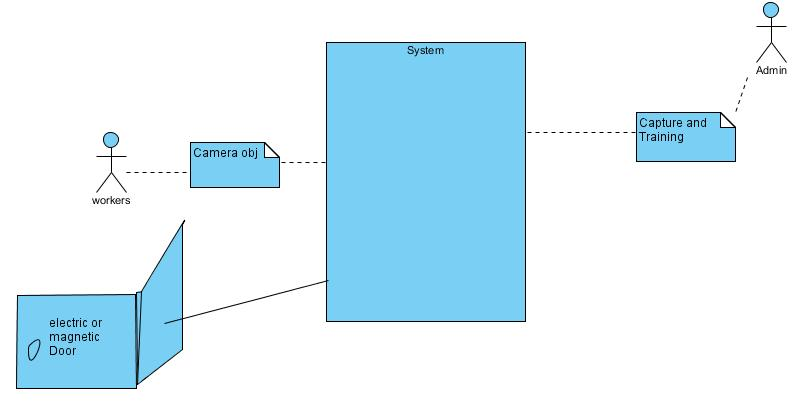 System
Admin
Capture and
Training
Camera obj
workers
electric or
magnetic
Door